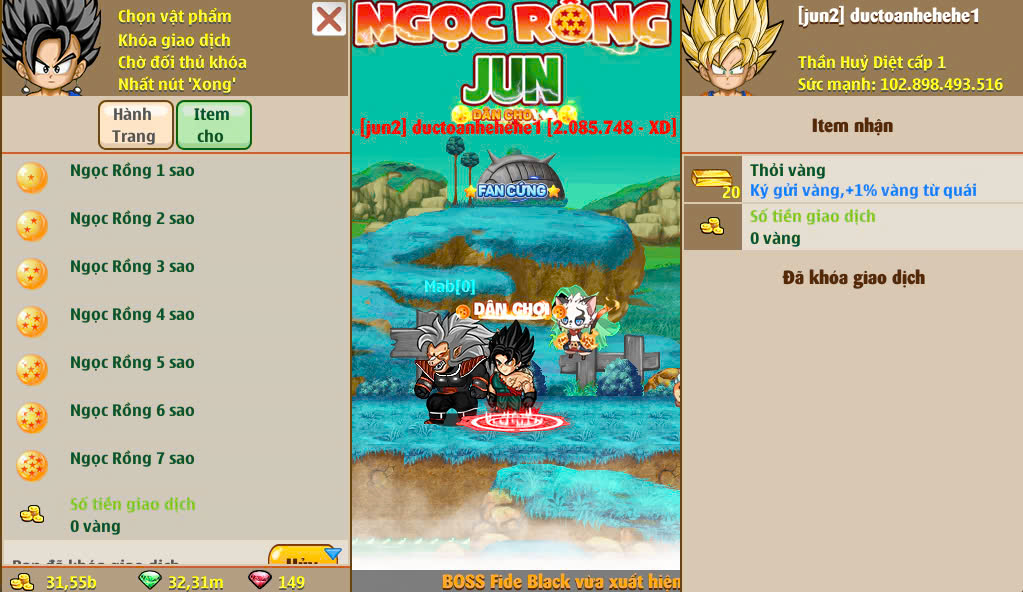 Chọn vật phẩm
Khóa giao dịch
Chờ đối thủ khóa
Nhất nút 'Xong'
Hành
Trang
Item
cho
Ngọc Rồng 1 sao
Ngọc Rồng 2 sao
Ngọc Rồng 3 sao
Ngọc Rồng 4 sao
Ngọc Rồng 5 sao
Ngọc Rồng 6 sao
Ngọc Rồng 7 sao
Số tiền giao dịch
0 vàng
Bạn đã khóa giao dịch
Hủy
31,55b
32,31m
149
NGỌC RỒNG
JUN
DÂN CHƠI
. [jun2] ductoanhehehe1 [2.085.748 - XD]
FAN CỨNG
Mab[0]
DÂN CHƠI
BOSS Fide Black vừa xuất hiện
[jun2] ductoanhehehe1
Thần Huỷ Diệt cấp 1
Sức mạnh: 102.898.493.516
Item nhận
Thỏi vàng
20
Ký gửi vàng,+1% vàng từ quái
Số tiền giao dịch
0 vàng
Đã khóa giao dịch